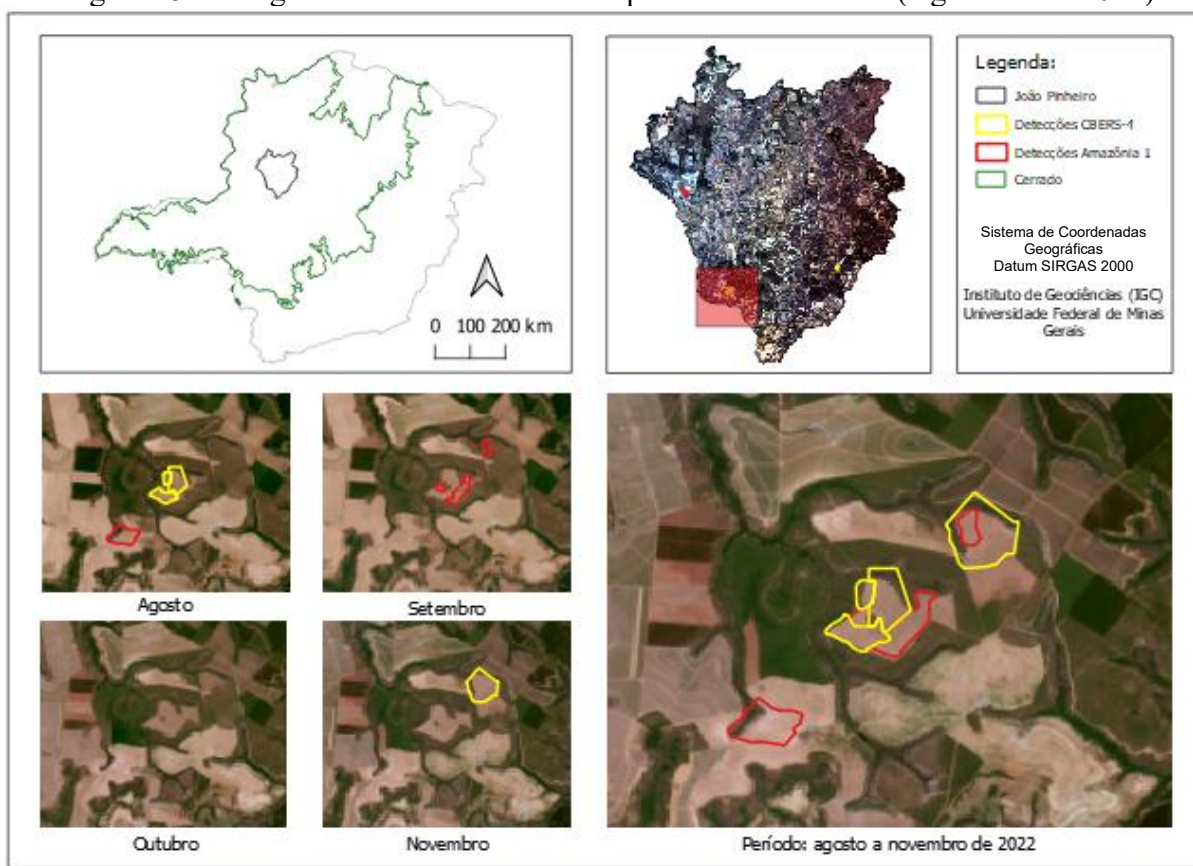 Legenda:
João Pinheiro
Detecções CBERS-4
Detecções Amazônia 1
Cerrado
Sistema de Coordenadas
Geográficas
Datum SIRGAS 2000
Instituto de Geociências (IGC)
Universidade Federal de Minas
Gerais
0 100 200 km
Agosto
Setembro
Outubro
Novembro
Período: agosto a novembro de 2022